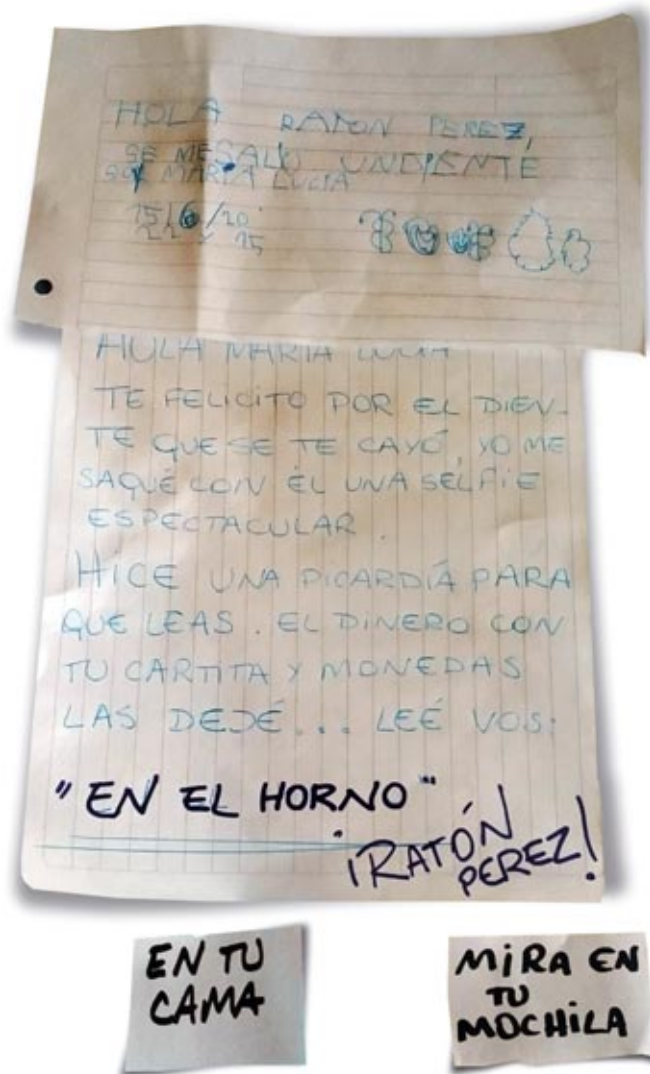 HOLA RATON PEREZ,
SE ME SALIO UN DIENTE
SOY MARIA LUCIA
15/6/20
HOLA MARIA LUCIA
TE FELICITO POR EL DIEN-
TE QUE SE TE CAYÓ, YO ME
SAQUÉ CON ÉL UNA SELFIE
ESPECTACULAR.
HICE UNA PICARDÍA PARA
QUE LEAS. EL DINERO CON
TU CARTITA Y MONEDAS
LAS DEJÉ... LEÉ VOS:
"EN EL HORNO"
¡RATÓN
PEREZ!
EN TU
CAMA
MIRA EN
TU
MOCHILA